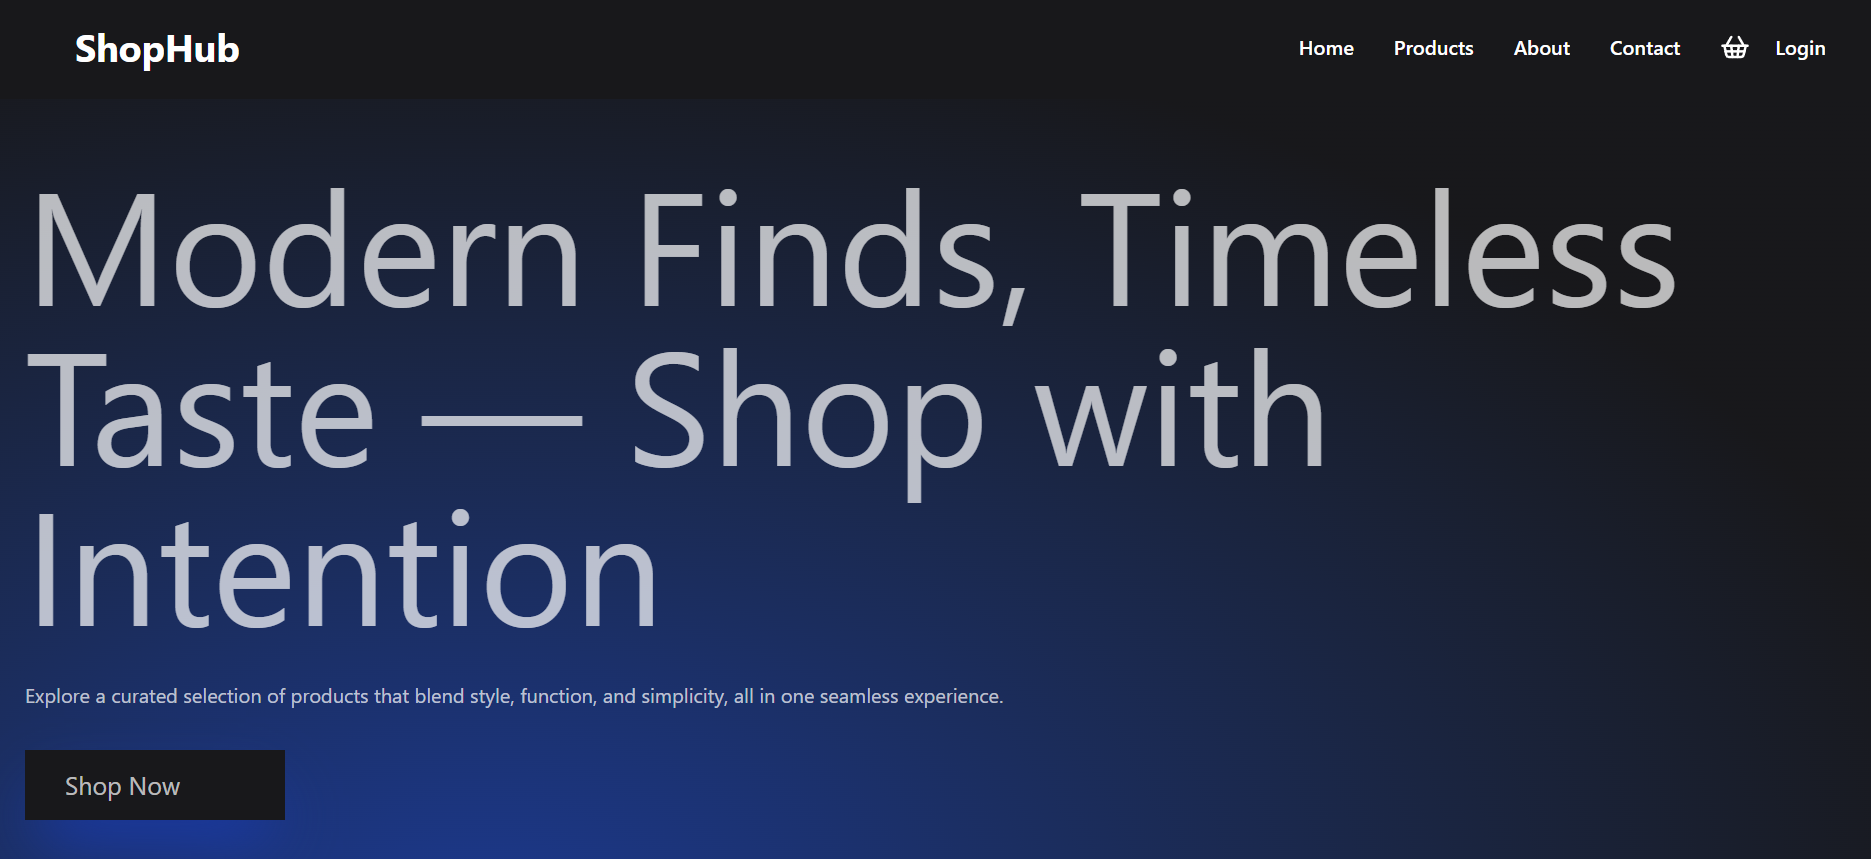 ShopHub
Home Products About Contact Login
Modern Finds, Timeless
Taste — Shop with
Intention
Explore a curated selection of products that blend style, function, and simplicity, all in one seamless experience.
Shop Now